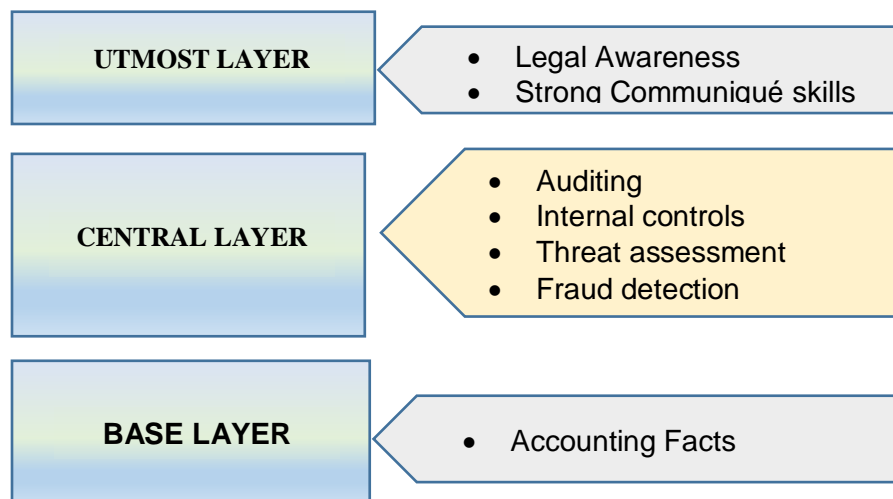 UTMOST LAYER
• Legal Awareness
• Strong Communiqué skills
CENTRAL LAYER
• Auditing
• Internal controls
• Threat assessment
• Fraud detection
BASE LAYER
• Accounting Facts